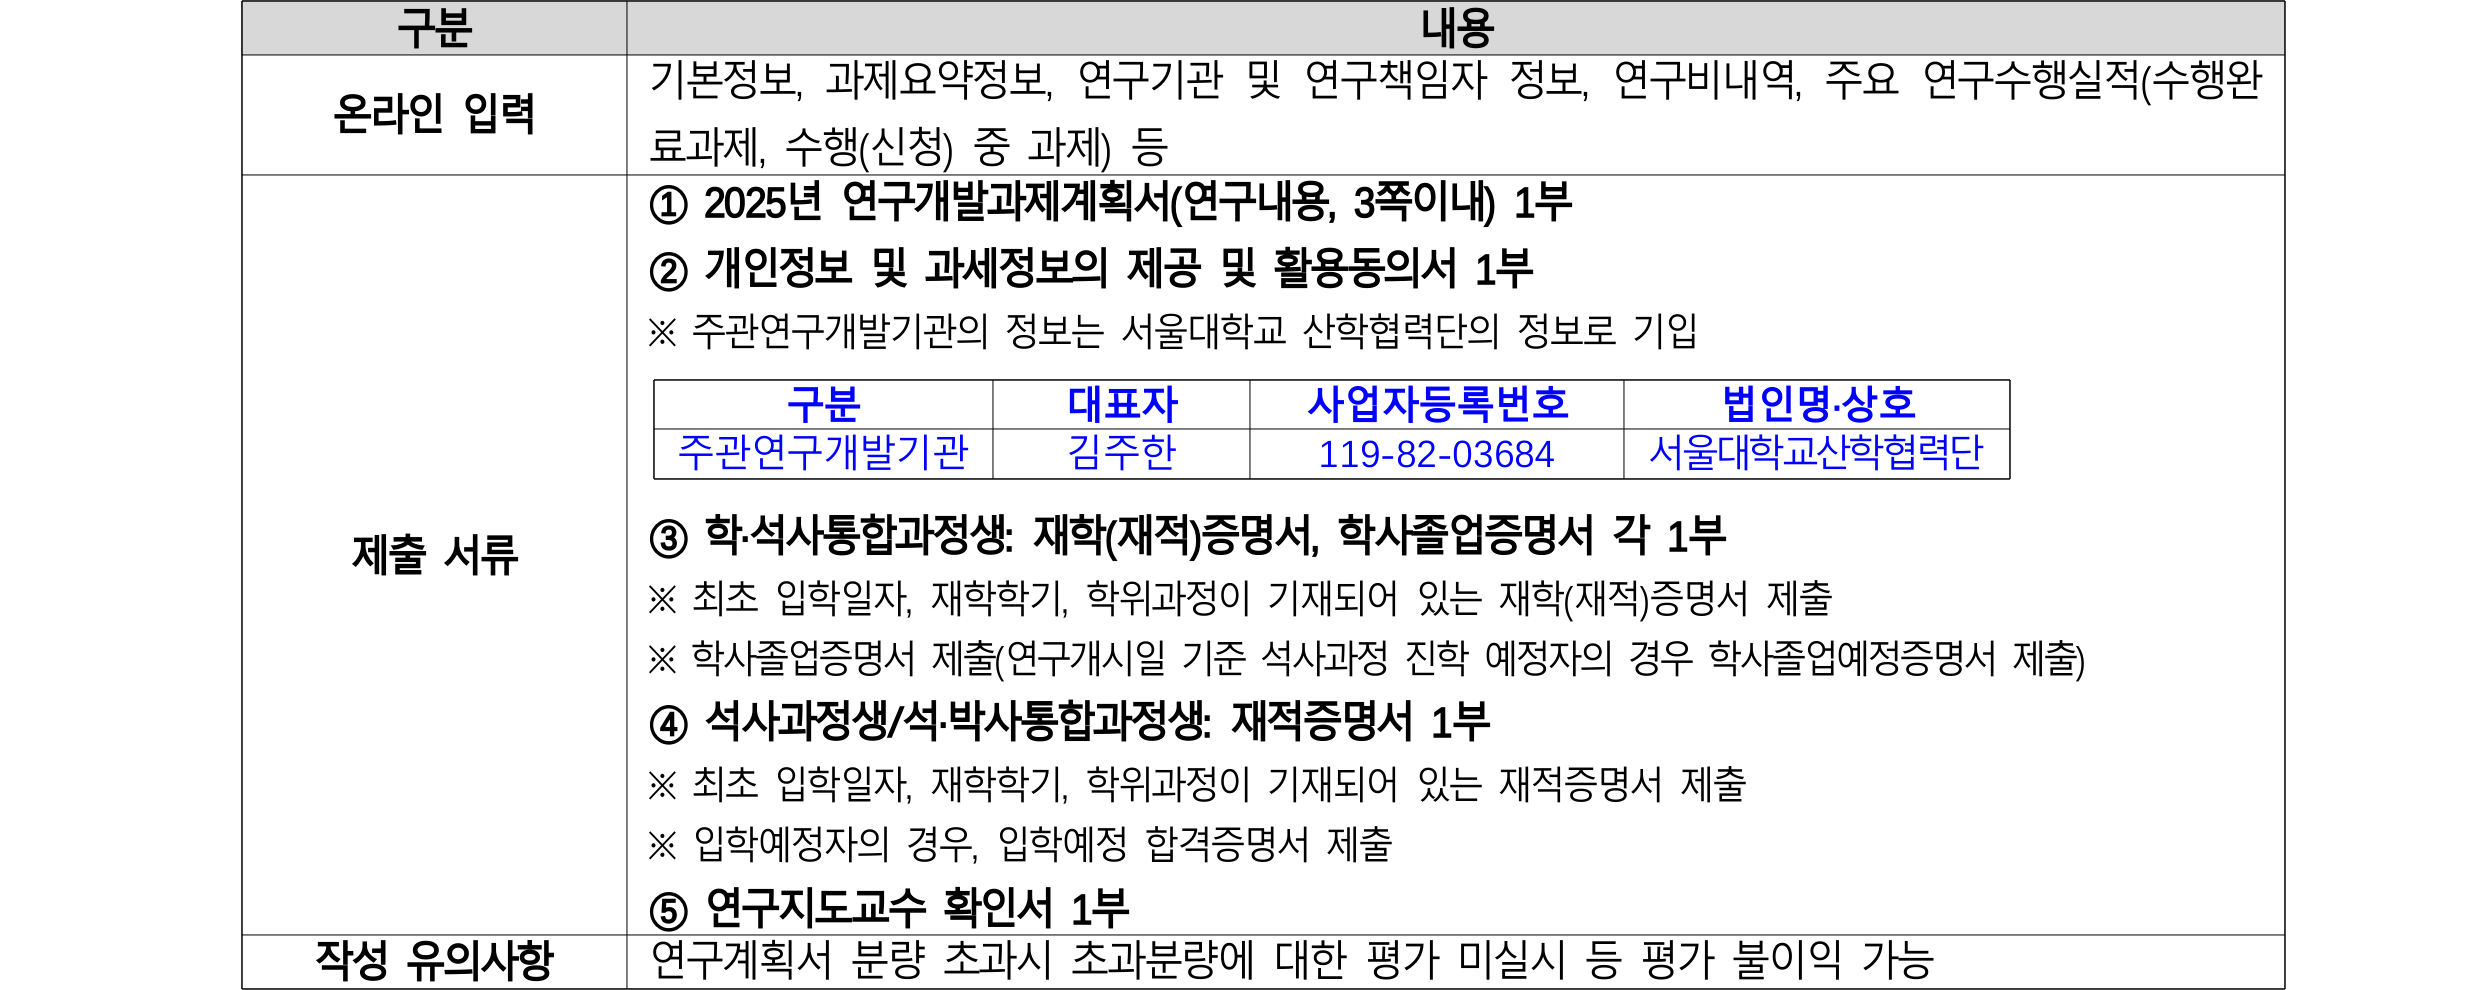 구분 내용
온라인 입력
기본정보, 과제요약정보, 연구기관 및 연구책임자 정보, 연구비내역, 주요 연구수행실적(수행완
료과제, 수행(신청) 중 과제) 등
제출 서류
① 2025년 연구개발과제계획서(연구내용, 3쪽이내) 1부
② 개인정보 및 과세정보의 제공 및 활용동의서 1부
※ 주관연구개발기관의 정보는 서울대학교 산학협력단의 정보로 기입
구분 대표자 사업자등록번호 법인명·상호
주관연구개발기관 김주한 119-82-03684 서울대학교산학협력단
③ 학·석사통합과정생: 재학(재적)증명서, 학사졸업증명서 각 1부
※ 최초 입학일자, 재학학기, 학위과정이 기재되어 있는 재학(재적)증명서 제출
※ 학사졸업증명서 제출(연구개시일 기준 석사과정 진학 예정자의 경우 학사졸업예정증명서 제출)
④ 석사과정생/석·박사통합과정생: 재적증명서 1부
※ 최초 입학일자, 재학학기, 학위과정이 기재되어 있는 재적증명서 제출
※ 입학예정자의 경우, 입학예정 합격증명서 제출
⑤ 연구지도교수 확인서 1부
작성 유의사항 연구계획서 분량 초과시 초과분량에 대한 평가 미실시 등 평가 불이익 가능